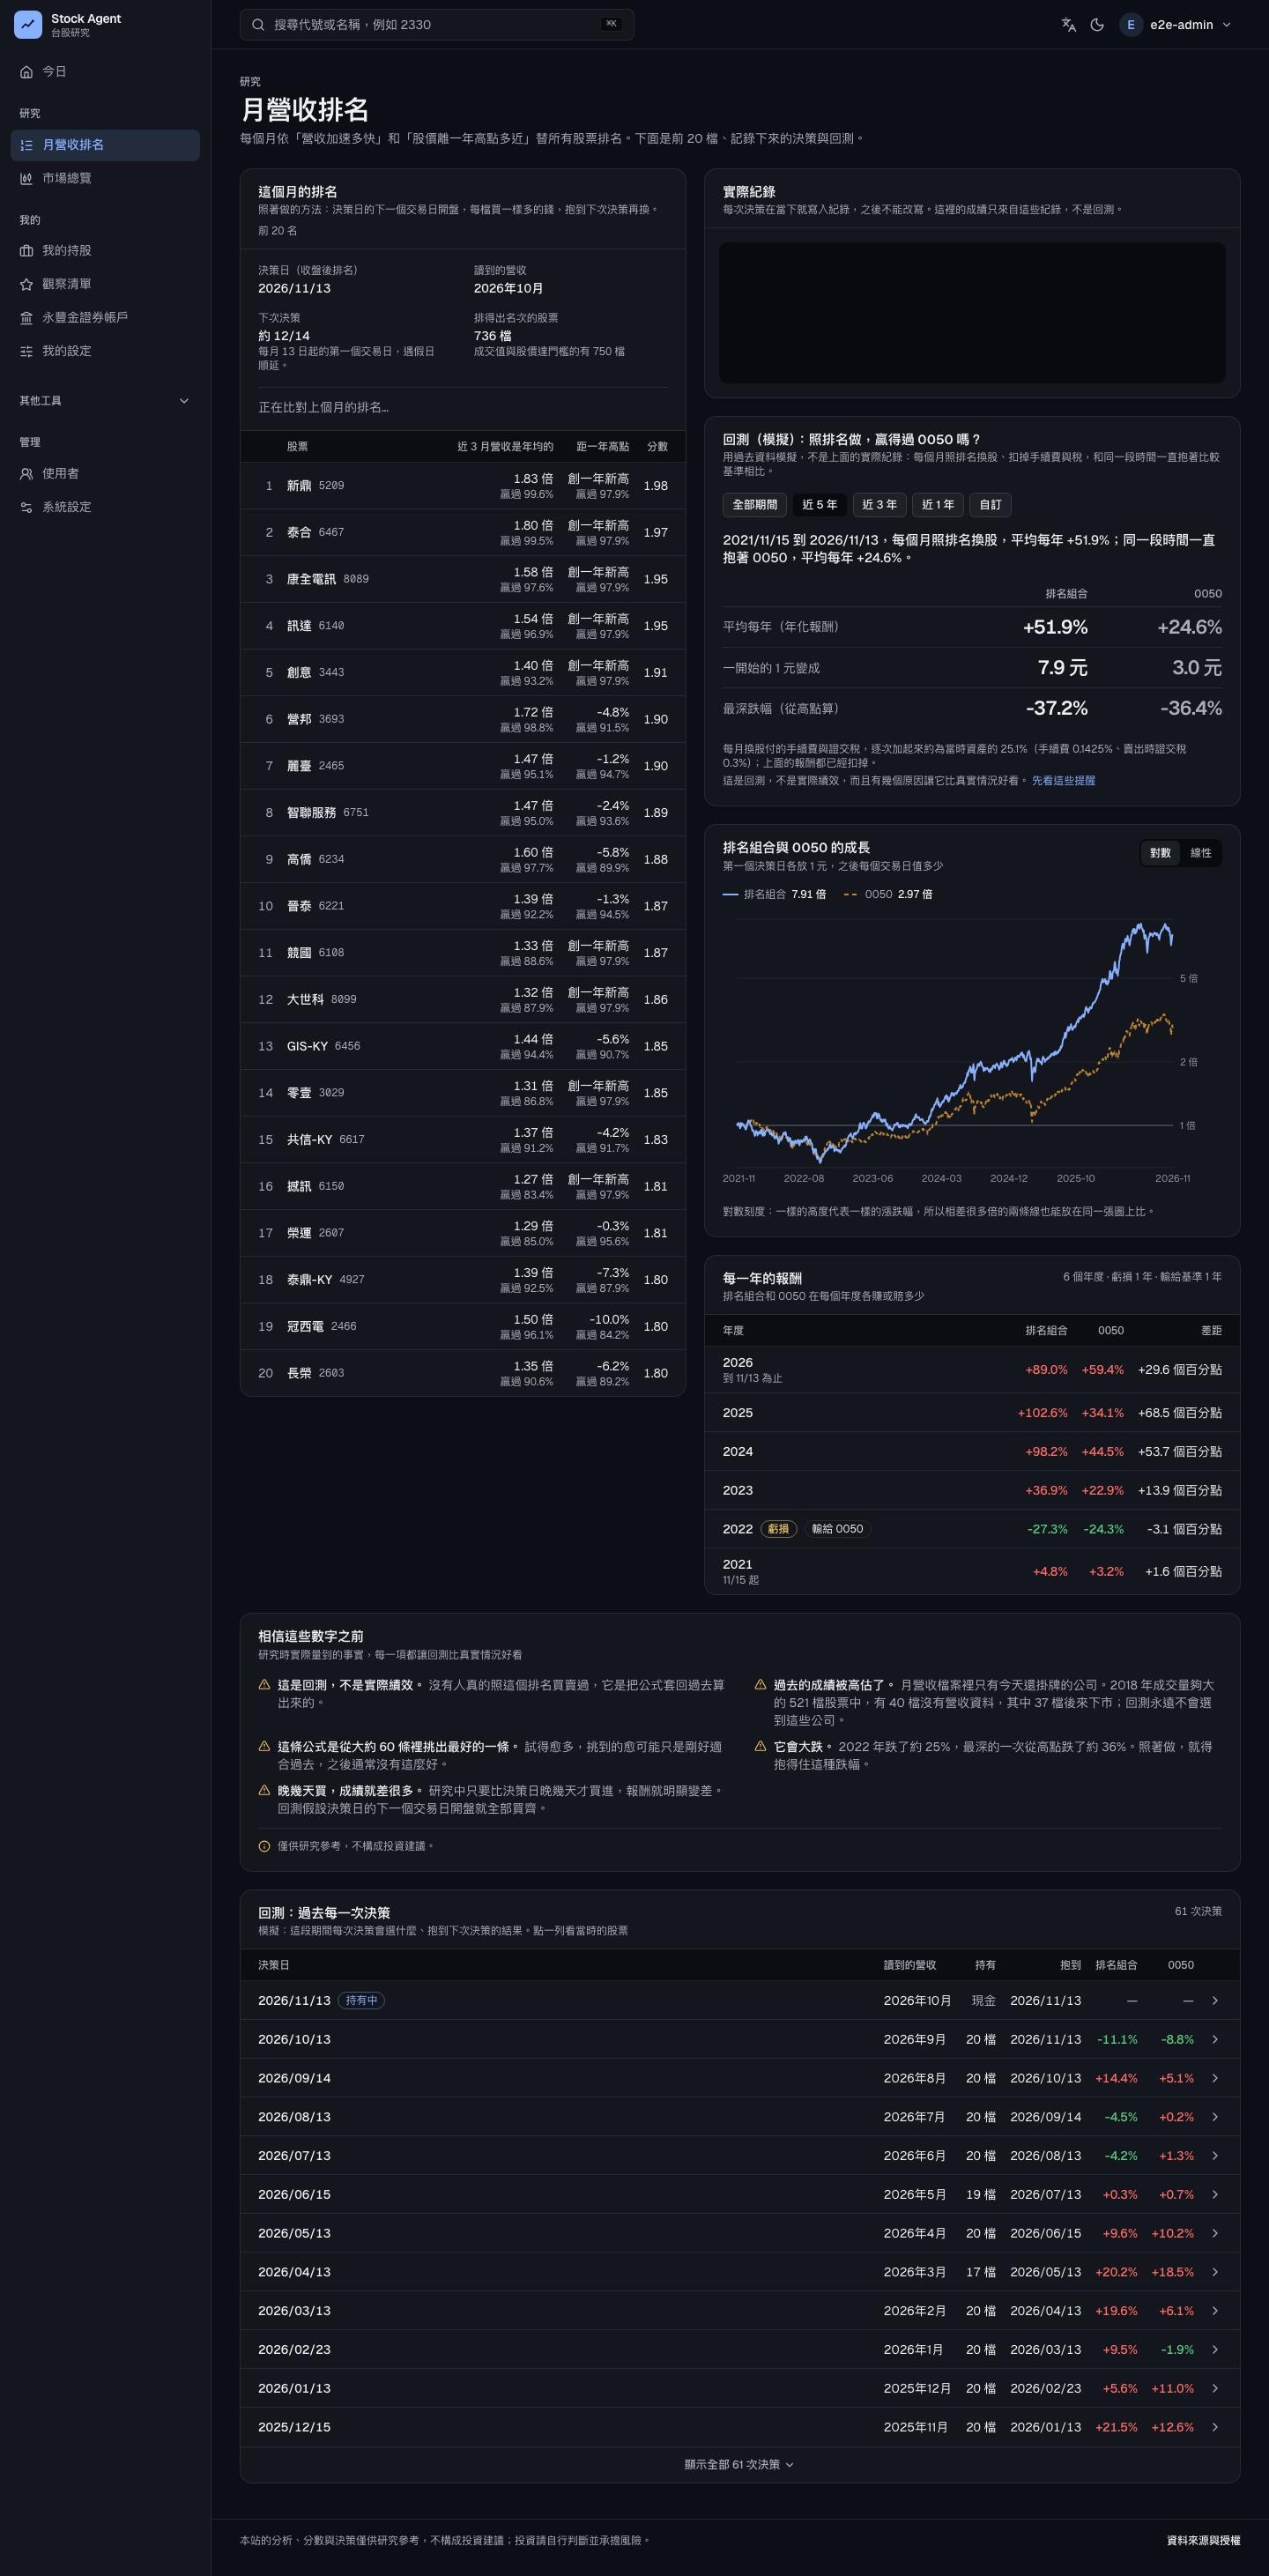 Stock Agent
台股研究
搜尋代號或名稱，例如 2330
⌘K
E
e2e-admin
今日
研究
月營收排名
市場總覽
我的
我的持股
觀察清單
永豐金證券帳戶
我的設定
其他工具
管理
使用者
系統設定
研究
月營收排名
每個月依「營收加速多快」和「股價離一年高點多近」替所有股票排名。下面是前 20 檔、記錄下來的決策與回測。
這個月的排名
照著做的方法：決策日的下一個交易日開盤，每檔買一樣多的錢，抱到下次決策再換。
前 20 名
決策日（收盤後排名）
2026/11/13
讀到的營收
2026年10月
下次決策
約 12/14
每月 13 日起的第一個交易日，遇假日
順延。
排得出名次的股票
736 檔
成交值與股價達門檻的有 750 檔
正在比對上個月的排名…
股票 近 3 月營收是年均的 距一年高點 分數
1 新鼎 5209 1.83 倍 創一年新高 1.98
贏過 99.6% 贏過 97.9%
2 泰合 6467 1.80 倍 創一年新高 1.97
贏過 99.5% 贏過 97.9%
3 康全電訊 8089 1.58 倍 創一年新高 1.95
贏過 97.6% 贏過 97.9%
4 訊達 6140 1.54 倍 創一年新高 1.95
贏過 96.9% 贏過 97.9%
5 創意 3443 1.40 倍 創一年新高 1.91
贏過 93.2% 贏過 97.9%
6 營邦 3693 1.72 倍 -4.8% 1.90
贏過 98.8% 贏過 91.5%
7 麗臺 2465 1.47 倍 -1.2% 1.90
贏過 95.1% 贏過 94.7%
8 智聯服務 6751 1.47 倍 -2.4% 1.89
贏過 95.0% 贏過 93.6%
9 高僑 6234 1.60 倍 -5.8% 1.88
贏過 97.7% 贏過 89.9%
10 晉泰 6221 1.39 倍 -1.3% 1.87
贏過 92.2% 贏過 94.5%
11 競國 6108 1.33 倍 創一年新高 1.87
贏過 88.6% 贏過 97.9%
12 大世科 8099 1.32 倍 創一年新高 1.86
贏過 87.9% 贏過 97.9%
13 GIS-KY 6456 1.44 倍 -5.6% 1.85
贏過 94.4% 贏過 90.7%
14 零壹 3029 1.31 倍 創一年新高 1.85
贏過 86.8% 贏過 97.9%
15 共信-KY 6617 1.37 倍 -4.2% 1.83
贏過 91.2% 贏過 91.7%
16 撼訊 6150 1.27 倍 創一年新高 1.81
贏過 83.4% 贏過 97.9%
17 榮運 2607 1.29 倍 -0.3% 1.81
贏過 85.0% 贏過 95.6%
18 泰鼎-KY 4927 1.39 倍 -7.3% 1.80
贏過 92.5% 贏過 87.9%
19 冠西電 2466 1.50 倍 -10.0% 1.80
贏過 96.1% 贏過 84.2%
20 長榮 2603 1.35 倍 -6.2% 1.80
贏過 90.6% 贏過 89.2%
實際紀錄
每次決策在當下就寫入紀錄，之後不能改寫。這裡的成績只來自這些紀錄，不是回測。
回測（模擬）：照排名做，贏得過 0050 嗼？
用過去資料模擬，不是上面的實際紀錄：每個月照排名換股、扣掉手續費與稅，和同一段時間一直抱著比較
基準相比。
全部期間 近 5 年 近 3 年 近 1 年 自訂
2021/11/15 到 2026/11/13，每個月照排名換股，平均每年 +51.9%；同一段時間一直
抱著 0050，平均每年 +24.6%。
排名組合 0050
平均每年（年化報酬） +51.9% +24.6%
一開始的 1 元變成 7.9 元 3.0 元
最深跌幅（從高點算） -37.2% -36.4%
每月換股付的手續費與證交稅，逐次加起來約為當時資產的 25.1%（手續費 0.1425%、賣出時證交稅
0.3%）；上面的報酬都已經扣掉。
這是回測，不是實際績效，而且有幾個原因讓它比真實情況好看。 先看這些提醒
排名組合與 0050 的成長
第一個決策日各放 1 元，之後每個交易日值多少
對數 線性
排名組合 7.91 倍 0050 2.97 倍
5 倍
2 倍
1 倍
2021-11 2022-08 2023-06 2024-03 2024-12 2025-10 2026-11
對數刻度：一樣的高度代表一樣的漲跌幅，所以相差很多倍的兩條線也能放在同一張圖上比。
每一年的報酬
排名組合和 0050 在每個年度各賺或賠多少
6 個年度 · 虧損 1 年 · 輸給基準 1 年
年度 排名組合 0050 差距
2026 +89.0% +59.4% +29.6 個百分點
到 11/13 為止
2025 +102.6% +34.1% +68.5 個百分點
2024 +98.2% +44.5% +53.7 個百分點
2023 +36.9% +22.9% +13.9 個百分點
2022 虧損 輸給 0050 -27.3% -24.3% -3.1 個百分點
2021 +4.8% +3.2% +1.6 個百分點
11/15 起
相信這些數字之前
研究時實際量到的事實，每一項都讓回測比真實情況好看
這是回測，不是實際績效。 沒有人真的照這個排名買賣過，它是把公式套回過去算
出來的。
過去的成績被高估了。 月營收檔案裡只有今天還掛牌的公司。2018 年成交量夠大
的 521 檔股票中，有 40 檔沒有營收資料，其中 37 檔後來下市；回測永遠不會選
到這些公司。
這條公式是從大約 60 條裡挑出最好的一條。 試得愈多，挑到的愈可能只是剛好適
合過去，之後通常沒有這麼好。
它會大跌。 2022 年跌了約 25%，最深的一次從高點跌了約 36%。照著做，就得
抱得住這種跌幅。
晚幾天買，成績就差很多。 研究中只要比決策日晚幾天才買進，報酬就明顯變差。
回測假設決策日的下一個交易日開盤就全部買齊。
僅供研究參考，不構成投資建議。
回測：過去每一次決策
模擬：這段期間每次決策會選什麼、抱到下次決策的結果。點一列看當時的股票
61 次決策
決策日 讀到的營收 持有 抱到 排名組合 0050
2026/11/13 持有中 2026年10月 現金 2026/11/13 — —
2026/10/13 2026年9月 20 檔 2026/11/13 -11.1% -8.8%
2026/09/14 2026年8月 20 檔 2026/10/13 +14.4% +5.1%
2026/08/13 2026年7月 20 檔 2026/09/14 -4.5% +0.2%
2026/07/13 2026年6月 20 檔 2026/08/13 -4.2% +1.3%
2026/06/15 2026年5月 19 檔 2026/07/13 +0.3% +0.7%
2026/05/13 2026年4月 20 檔 2026/06/15 +9.6% +10.2%
2026/04/13 2026年3月 17 檔 2026/05/13 +20.2% +18.5%
2026/03/13 2026年2月 20 檔 2026/04/13 +19.6% +6.1%
2026/02/23 2026年1月 20 檔 2026/03/13 +9.5% -1.9%
2026/01/13 2025年12月 20 檔 2026/02/23 +5.6% +11.0%
2025/12/15 2025年11月 20 檔 2026/01/13 +21.5% +12.6%
顯示全部 61 次決策
本站的分析、分數與決策僅供研究參考，不構成投資建議；投資請自行判斷並承擔風險。
資料來源與授權